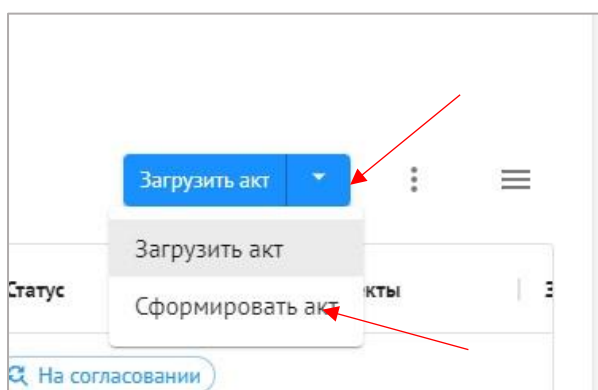 Загрузить акт
Загрузить акт
Статус
Сформировать акт
кты
На согласовании